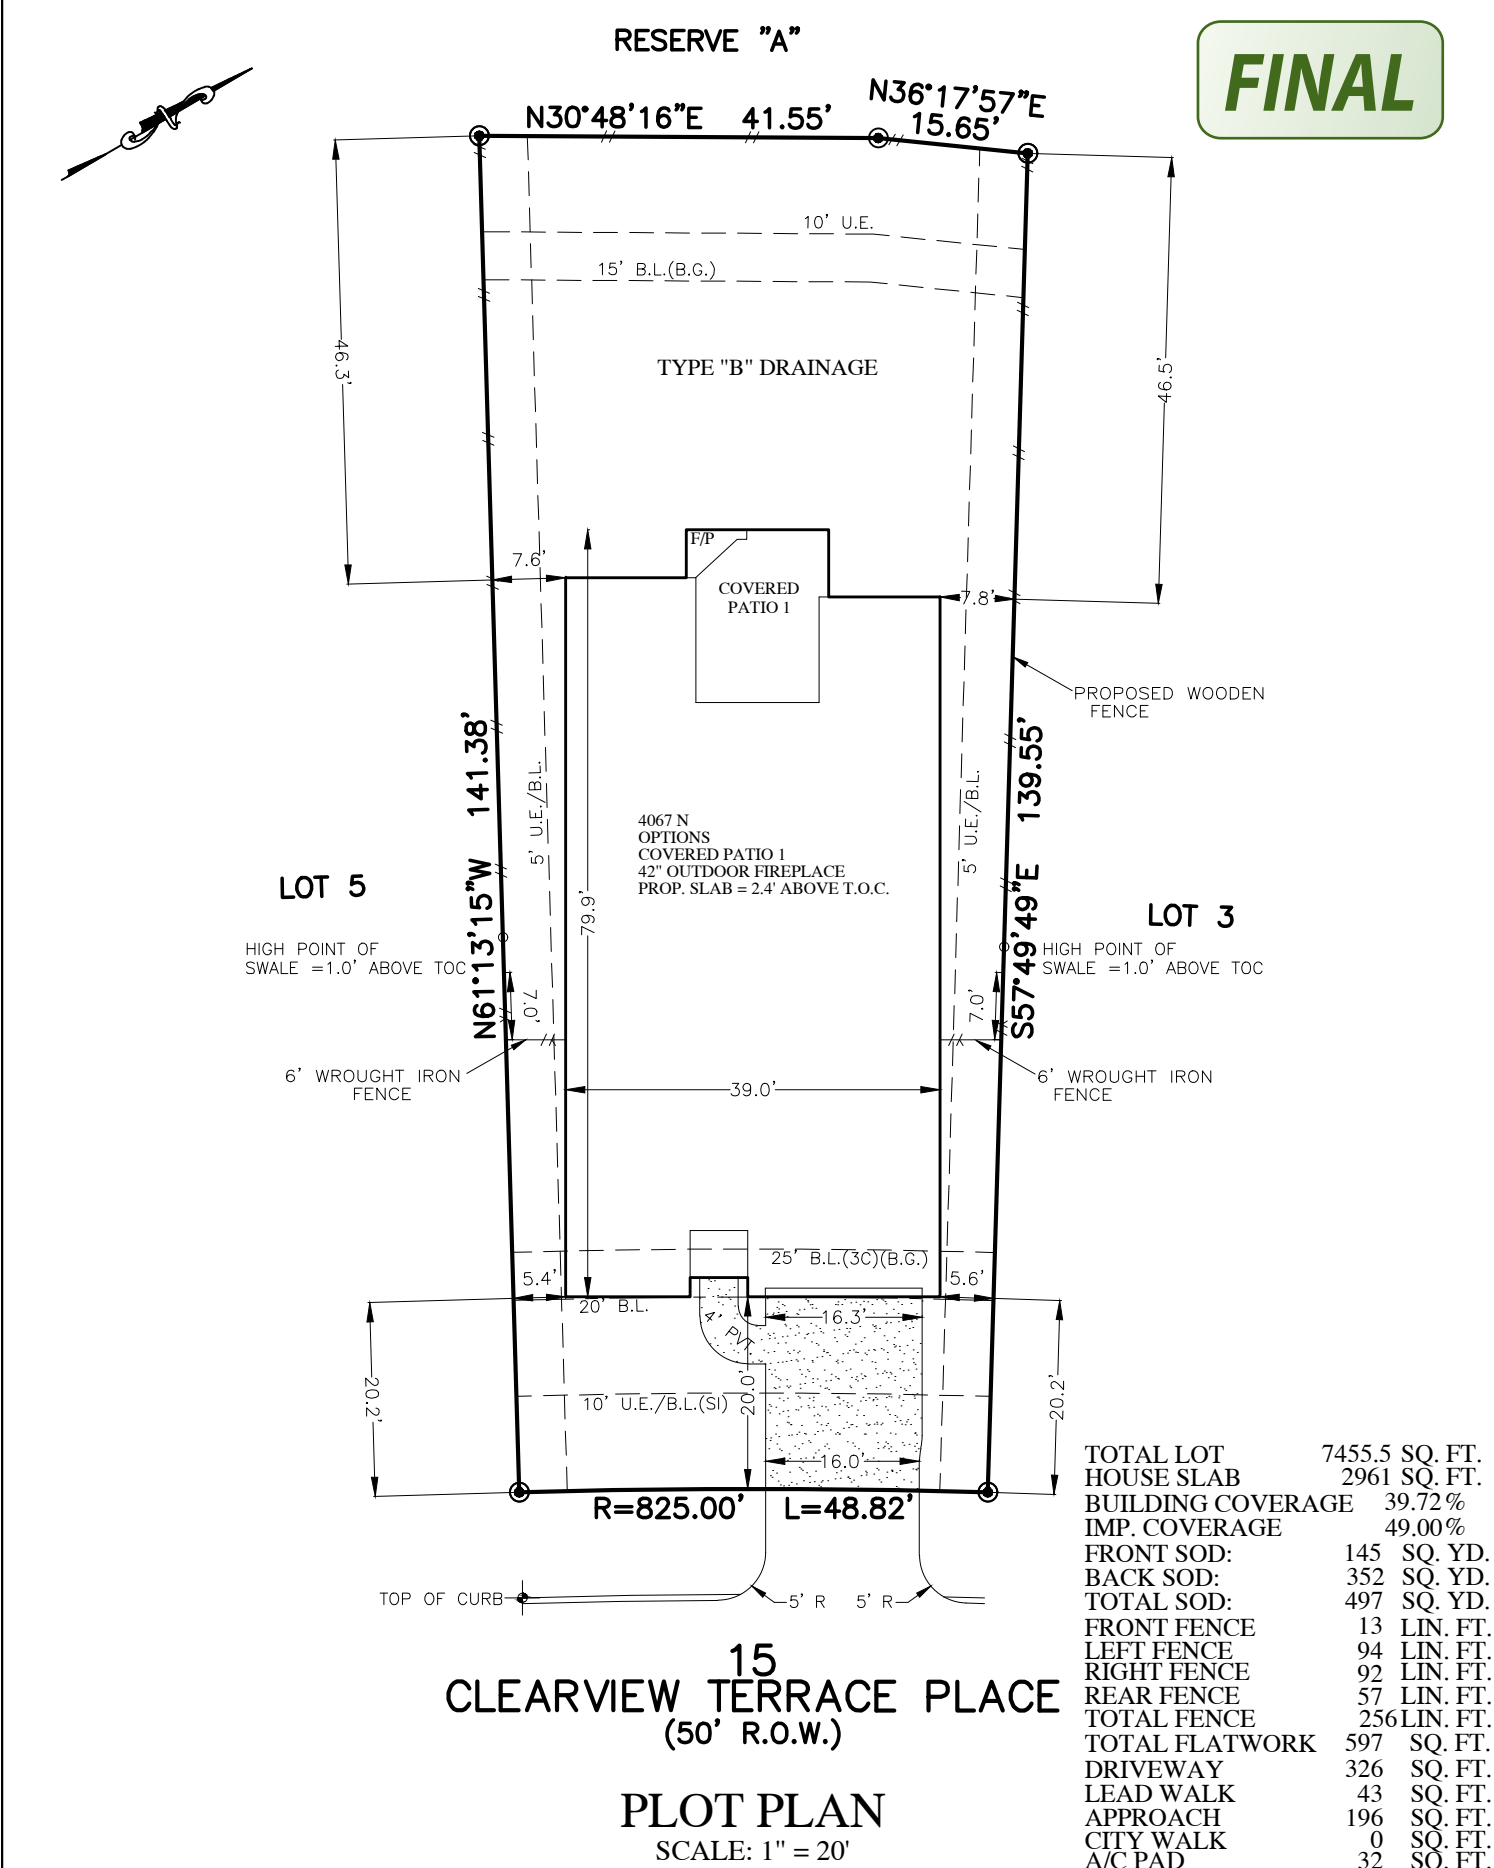 RESERVE "A"
FINAL
N30°48'16"E 41.55'
N36°17'57"E
15.65'
10' U.E.
15' B.L.(B.G.)
46.3'
46.5'
TYPE "B" DRAINAGE
F/P
7.6'
COVERED
PATIO 1
7.8'
PROPOSED WOODEN
FENCE
N61°13'15"W 141.38'
5' U.E./B.L.
5' U.E./B.L.
S57°49'49"E 139.55'
4067 N
OPTIONS
COVERED PATIO 1
42" OUTDOOR FIREPLACE
PROP. SLAB = 2.4' ABOVE T.O.C.
79.9'
LOT 5
LOT 3
HIGH POINT OF
SWALE =1.0' ABOVE TOC
HIGH POINT OF
SWALE =1.0' ABOVE TOC
7.0'
7.0'
6' WROUGHT IRON
FENCE
6' WROUGHT IRON
FENCE
39.0'
25' B.L.(3C)(B.G.)
5.4'
5.6'
20' B.L.
4' PVT.
16.3'
20.2'
20.0'
20.2'
10' U.E./B.L.(SI)
16.0'
R=825.00' L=48.82'
TOP OF CURB
5' R 5' R
15
CLEARVIEW TERRACE PLACE
(50' R.O.W.)
PLOT PLAN
SCALE: 1" = 20'
TOTAL LOT 7455.5 SQ. FT.
HOUSE SLAB 2961 SQ. FT.
BUILDING COVERAGE 39.72%
IMP. COVERAGE 49.00%
FRONT SOD: 145 SQ. YD.
BACK SOD: 352 SQ. YD.
TOTAL SOD: 497 SQ. YD.
FRONT FENCE 13 LIN. FT.
LEFT FENCE 94 LIN. FT.
RIGHT FENCE 92 LIN. FT.
REAR FENCE 57 LIN. FT.
TOTAL FENCE 256 LIN. FT.
TOTAL FLATWORK 597 SQ. FT.
DRIVEWAY 326 SQ. FT.
LEAD WALK 43 SQ. FT.
APPROACH 196 SQ. FT.
CITY WALK 0 SQ. FT.
A/C PAD 32 SQ. FT.